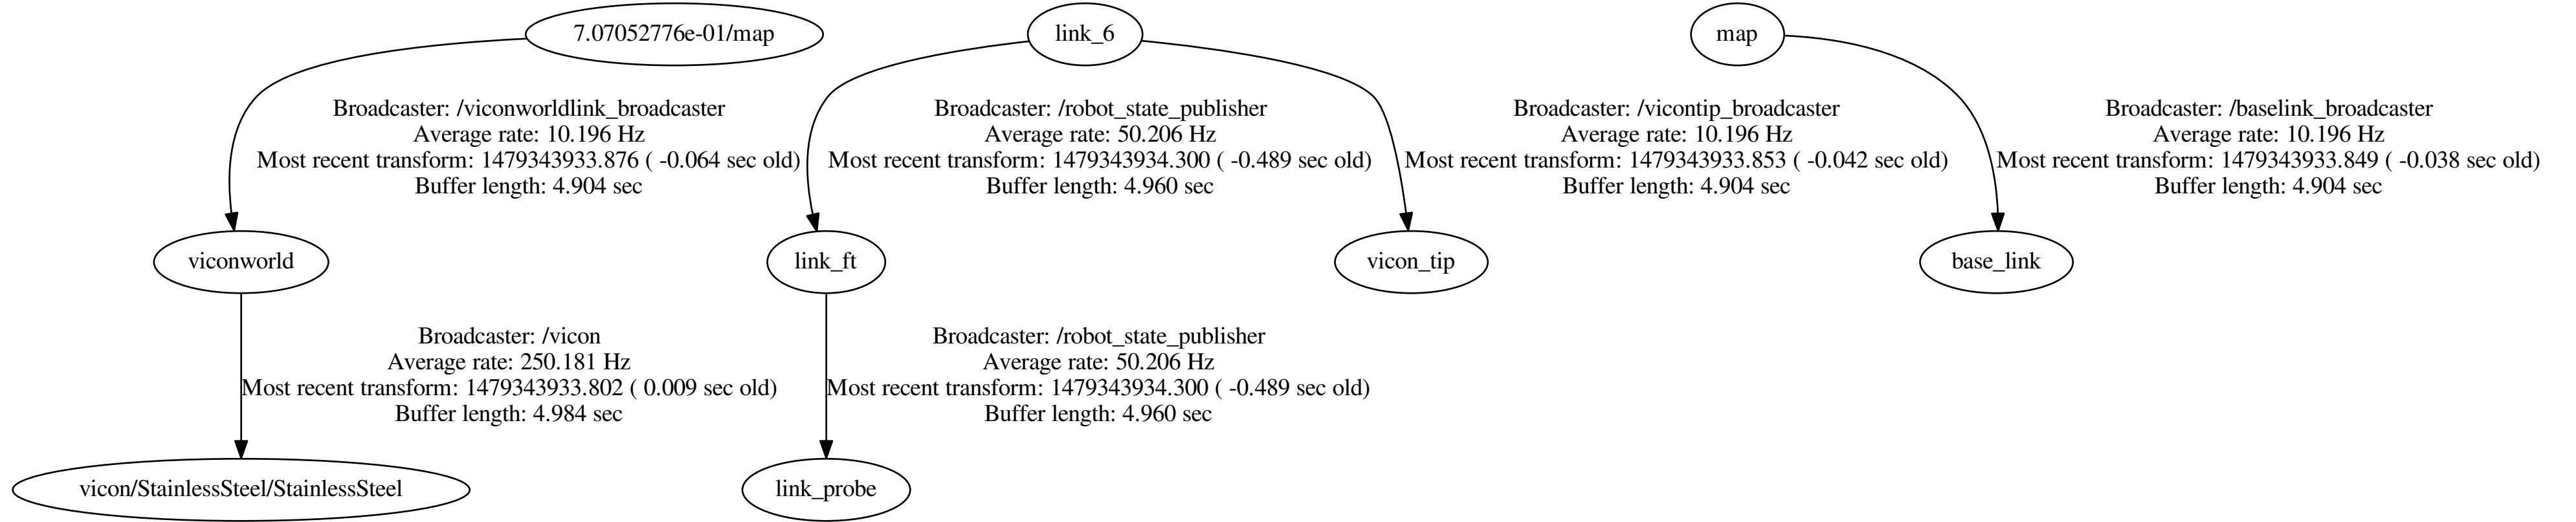 7.07052776e-01/map
link_6
map
Broadcaster: /viconworldlink_broadcaster
Average rate: 10.196 Hz
Most recent transform: 1479343933.876 ( -0.064 sec old)
Buffer length: 4.904 sec
Broadcaster: /robot_state_publisher
Average rate: 50.206 Hz
Most recent transform: 1479343934.300 ( -0.489 sec old)
Buffer length: 4.960 sec
Broadcaster: /vicontip_broadcaster
Average rate: 10.196 Hz
Most recent transform: 1479343933.853 ( -0.042 sec old)
Buffer length: 4.904 sec
Broadcaster: /baselink_broadcaster
Average rate: 10.196 Hz
Most recent transform: 1479343933.849 ( -0.038 sec old)
Buffer length: 4.904 sec
viconworld
link_ft
vicon_tip
base_link
Broadcaster: /vicon
Average rate: 250.181 Hz
Most recent transform: 1479343933.802 ( 0.009 sec old)
Buffer length: 4.984 sec
Broadcaster: /robot_state_publisher
Average rate: 50.206 Hz
Most recent transform: 1479343934.300 ( -0.489 sec old)
Buffer length: 4.960 sec
vicon/StainlessSteel/StainlessSteel
link_probe